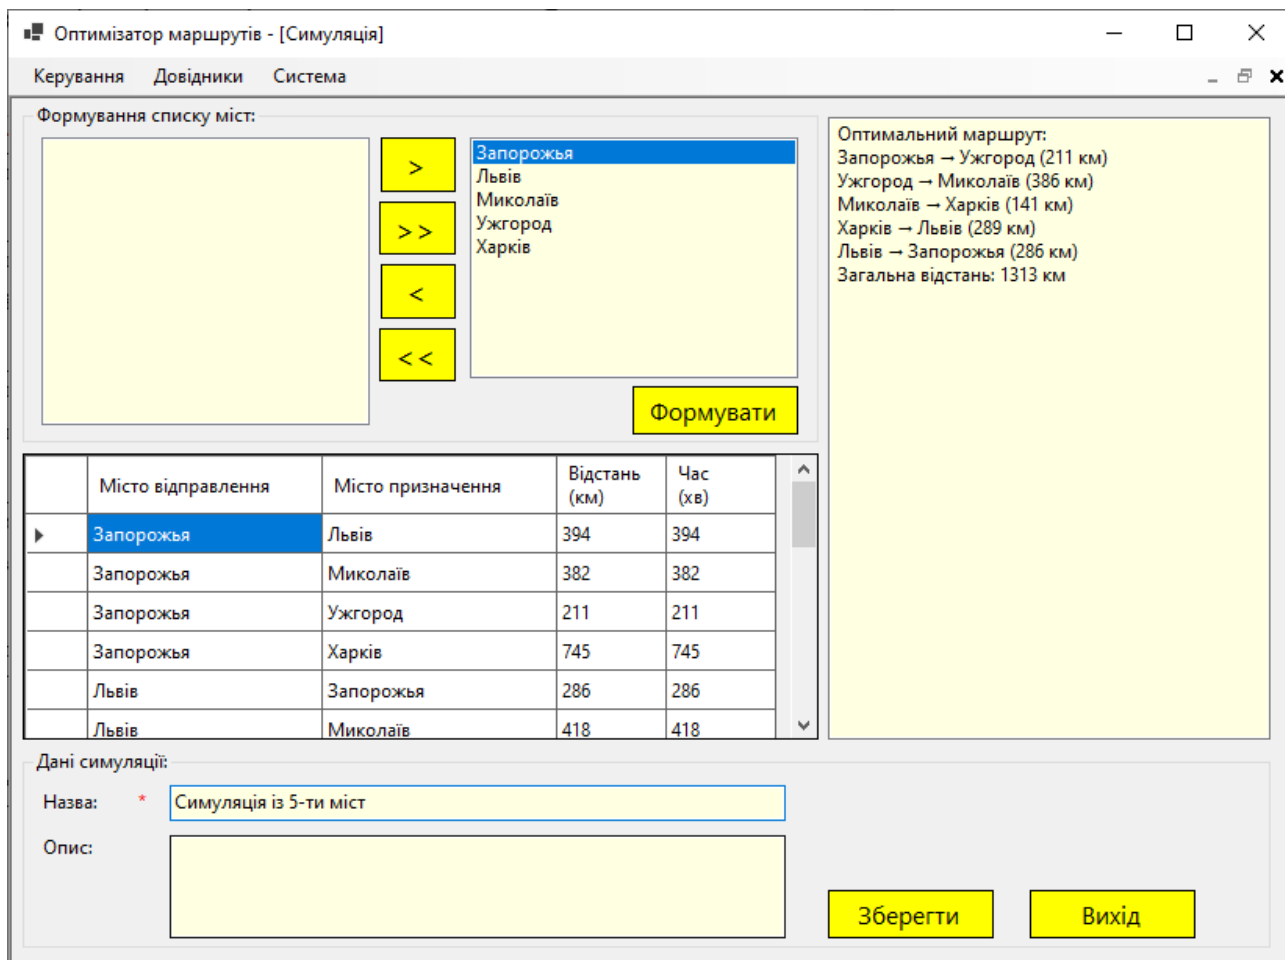 Оптимізатор маршрутів - [Симуляція]
Керування Довідники Система
Формування списку міст:
>
>>
<
<<
Запорожья
Львів
Миколаїв
Ужгород
Харків
Формувати
Оптимальний маршрут:
Запорожья → Ужгород (211 км)
Ужгород → Миколаїв (386 км)
Миколаїв → Харків (141 км)
Харків → Львів (289 км)
Львів → Запорожья (286 км)
Загальна відстань: 1313 км
Місто відправлення Місто призначення Відстань (км) Час (хв)
Запорожья Львів 394 394
Запорожья Миколаїв 382 382
Запорожья Ужгород 211 211
Запорожья Харків 745 745
Львів Запорожья 286 286
Львів Миколаїв 418 418
Дані симуляції:
Назва: * Симуляція із 5-ти міст
Опис:
Зберегти Вихід